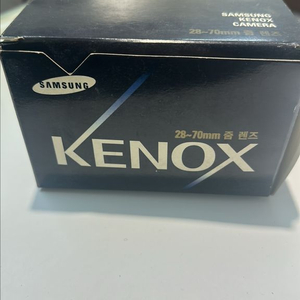 SAMSUNG
KENOX
CAMERA
28~70mm 줌 렌즈
SAMSUNG
28~70mm 줌 렌즈
KENOX